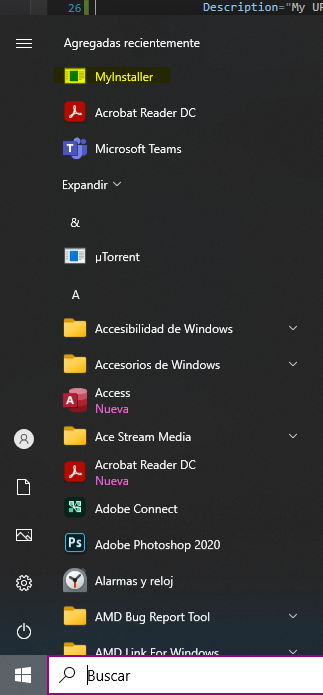 26 Description="My UR
Agregadas recientemente
MyInstaller
Acrobat Reader DC
Microsoft Teams
Expandir
&
µTorrent
A
Accesibilidad de Windows
Accesorios de Windows
Access
Nueva
Ace Stream Media
Acrobat Reader DC
Nueva
Adobe Connect
Ps Adobe Photoshop 2020
Alarmas y reloj
AMD Bug Report Tool
AMD Link For Windows
Buscar